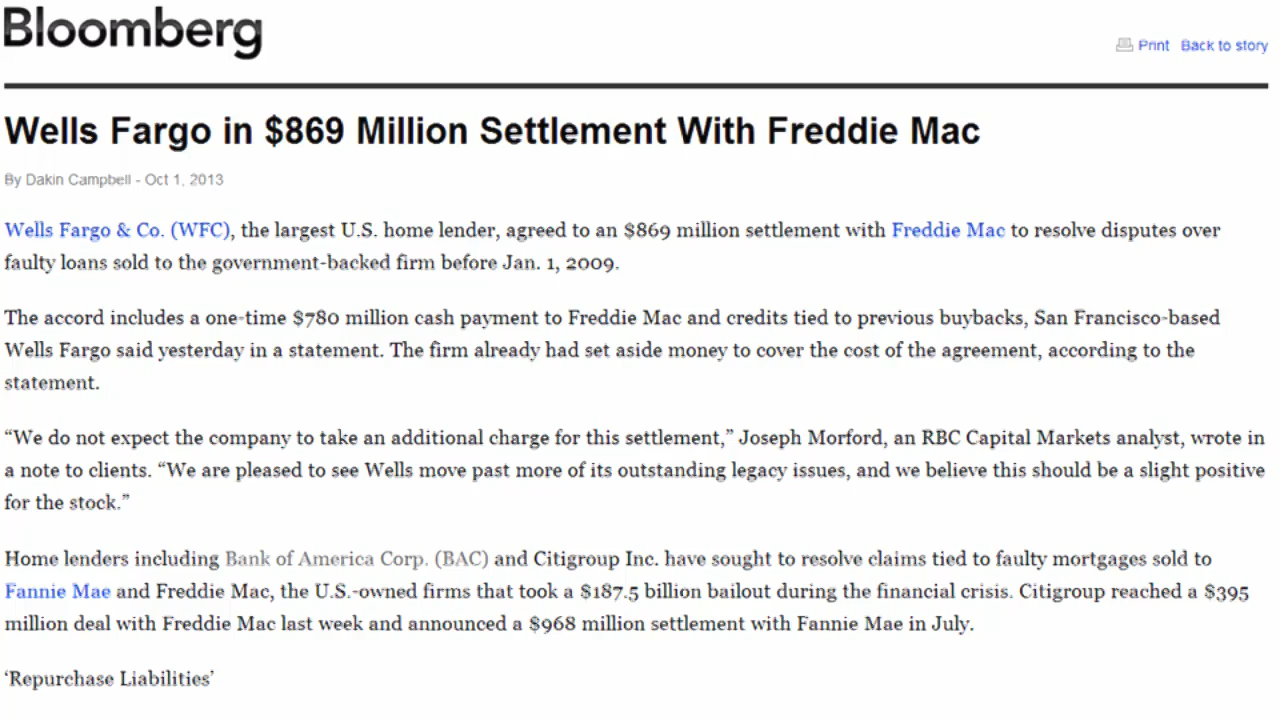 Bloomberg
Print Back to story
Wells Fargo in $869 Million Settlement With Freddie Mac
By Dakin Campbell - Oct 1, 2013
Wells Fargo & Co. (WFC), the largest U.S. home lender, agreed to an $869 million settlement with Freddie Mac to resolve disputes over
faulty loans sold to the government-backed firm before Jan. 1, 2009.
The accord includes a one-time $780 million cash payment to Freddie Mac and credits tied to previous buybacks, San Francisco-based
Wells Fargo said yesterday in a statement. The firm already had set aside money to cover the cost of the agreement, according to the
statement.
“We do not expect the company to take an additional charge for this settlement,” Joseph Morford, an RBC Capital Markets analyst, wrote in
a note to clients. “We are pleased to see Wells move past more of its outstanding legacy issues, and we believe this should be a slight positive
for the stock.”
Home lenders including Bank of America Corp. (BAC) and Citigroup Inc. have sought to resolve claims tied to faulty mortgages sold to
Fannie Mae and Freddie Mac, the U.S.-owned firms that took a $187.5 billion bailout during the financial crisis. Citigroup reached a $395
million deal with Freddie Mac last week and announced a $968 million settlement with Fannie Mae in July.
‘Repurchase Liabilities’